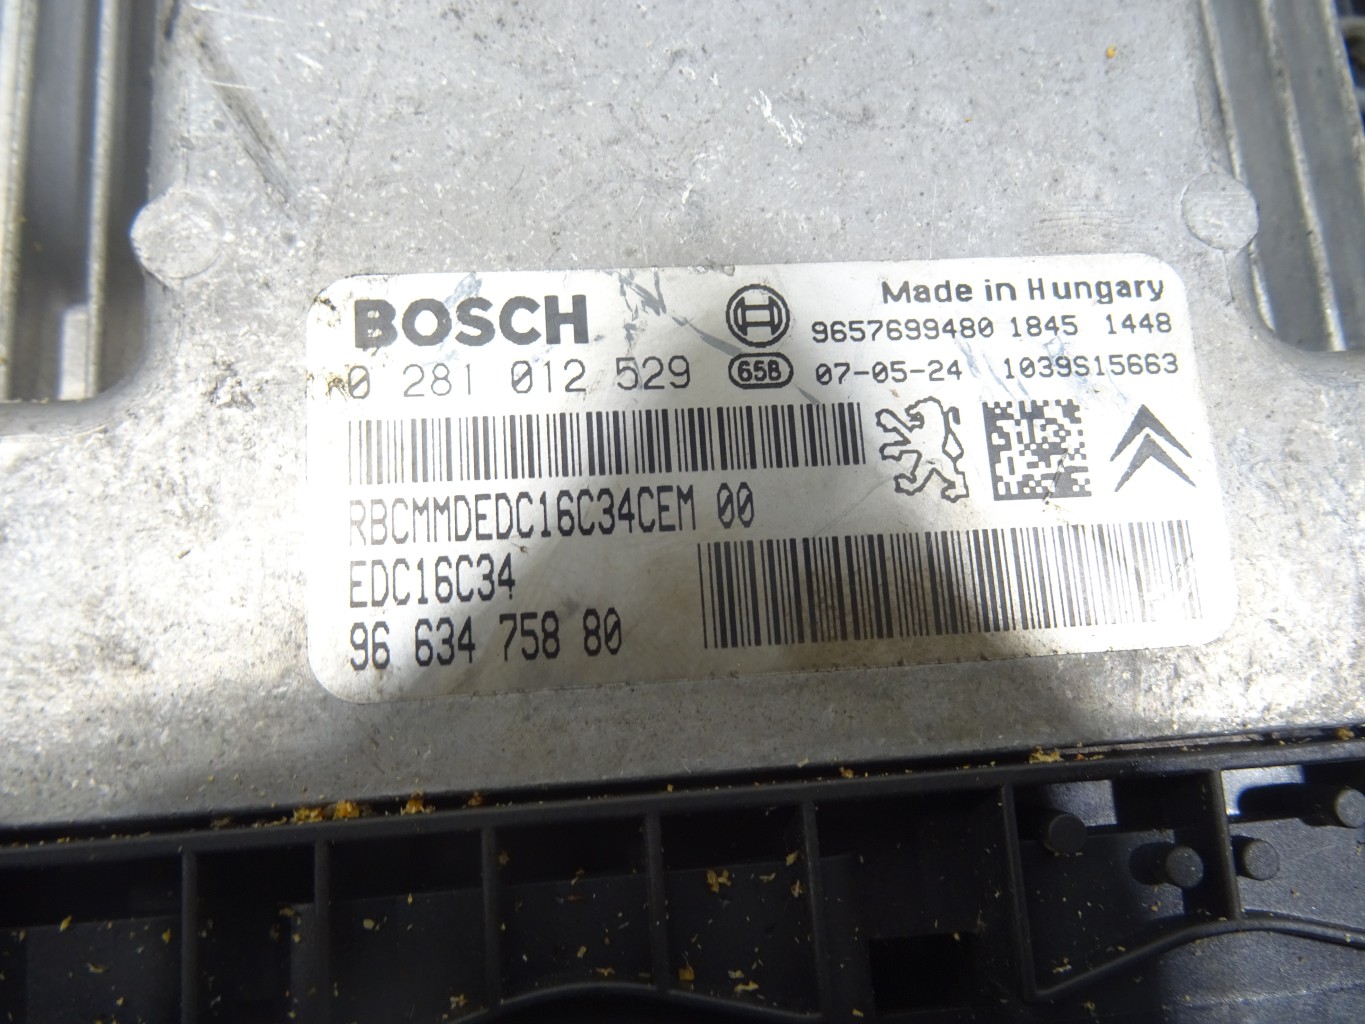 BOSCH
Made in Hungary
9657699480 1845 1448
0 281 012 529
65B 07-05-24 1039S15663
RBCMMDEDC16C34CEM 00
EDC16C34
96 634 758 80